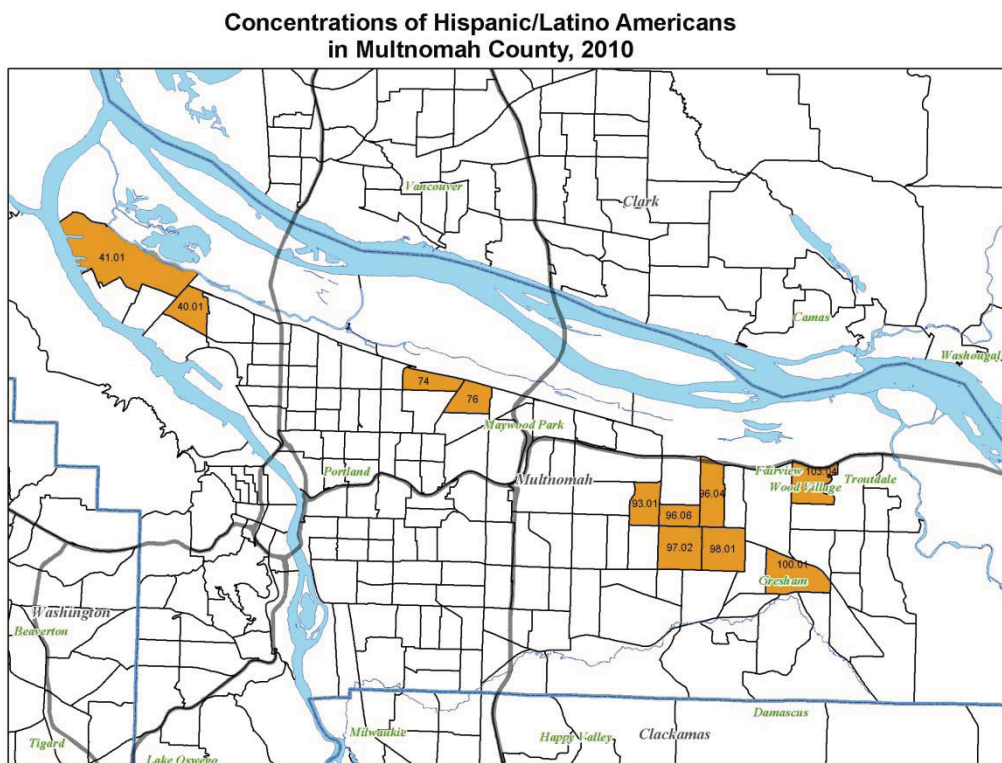 Concentrations of Hispanic/Latino Americans
in Multnomah County, 2010
Vancouver
Clark
41.01
40.01
Camas
Washougal
74
76
Maywood Park
Portland
Multnomah
Fairview
103.04
Wood Village
Troutdale
93.01
96.04
96.06
97.02
98.01
100.01
Gresham
Washington
Beaverton
Damascus
Tigard
Milwaukie
Happy Valley
Clackamas
Lake Oswego